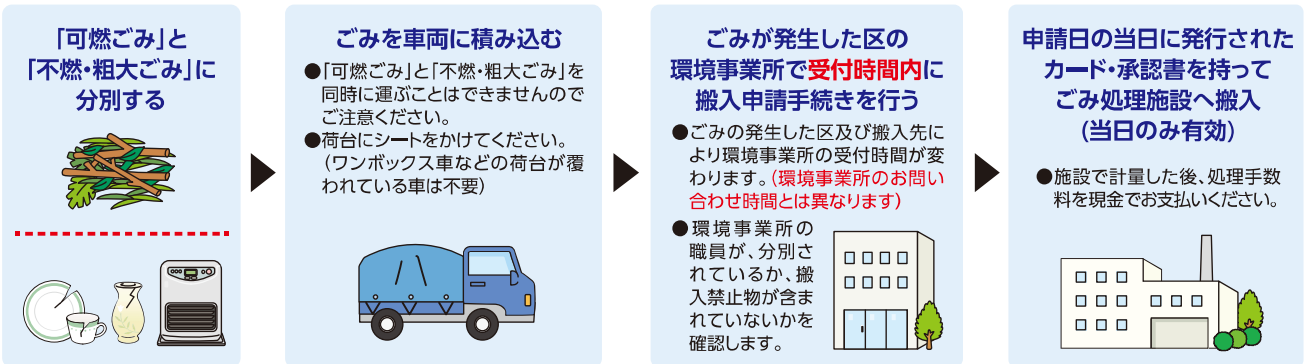 「可燃ごみ」と
「不燃・粗大ごみ」に
分別する
ごみを車両に積み込む
●「可燃ごみ」と「不燃・粗大ごみ」を
同時に運ぶことはできませんので
ご注意ください。
●荷台にシートをかけてください。
（ワンボックス車などの荷台が覆
われている車は不要）
ごみが発生した区の
環境事業所で受付時間内に
搬入申請手続きを行う
●ごみの発生した区及び搬入先に
より環境事業所の受付時間が変
わります。（環境事業所のお問い
合わせ時間とは異なります）
●環境事業所の
職員が、分別さ
れているか、搬
入禁止物が含ま
れていないかを
確認します。
申請日の当日に発行された
カード・承認書を持って
ごみ処理施設へ搬入
(当日のみ有効)
●施設で計量した後、処理手数
料を現金でお支払いください。